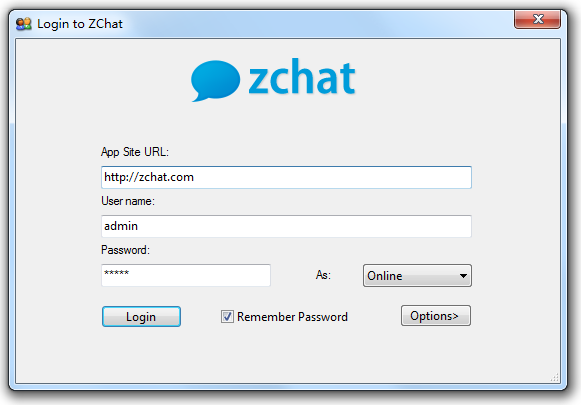 Login to ZChat
zchat
App Site URL:
http://zchat.com
User name:
admin
Password:
*****
As:
Online
Login
Remember Password
Options>